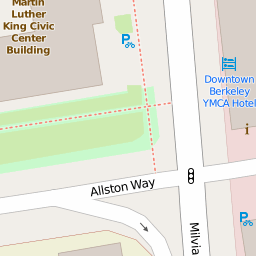 Martin
Luther
King Civic
Center
Building
Downtown
Berkeley
YMCA Hotel
Allston Way
Milvia